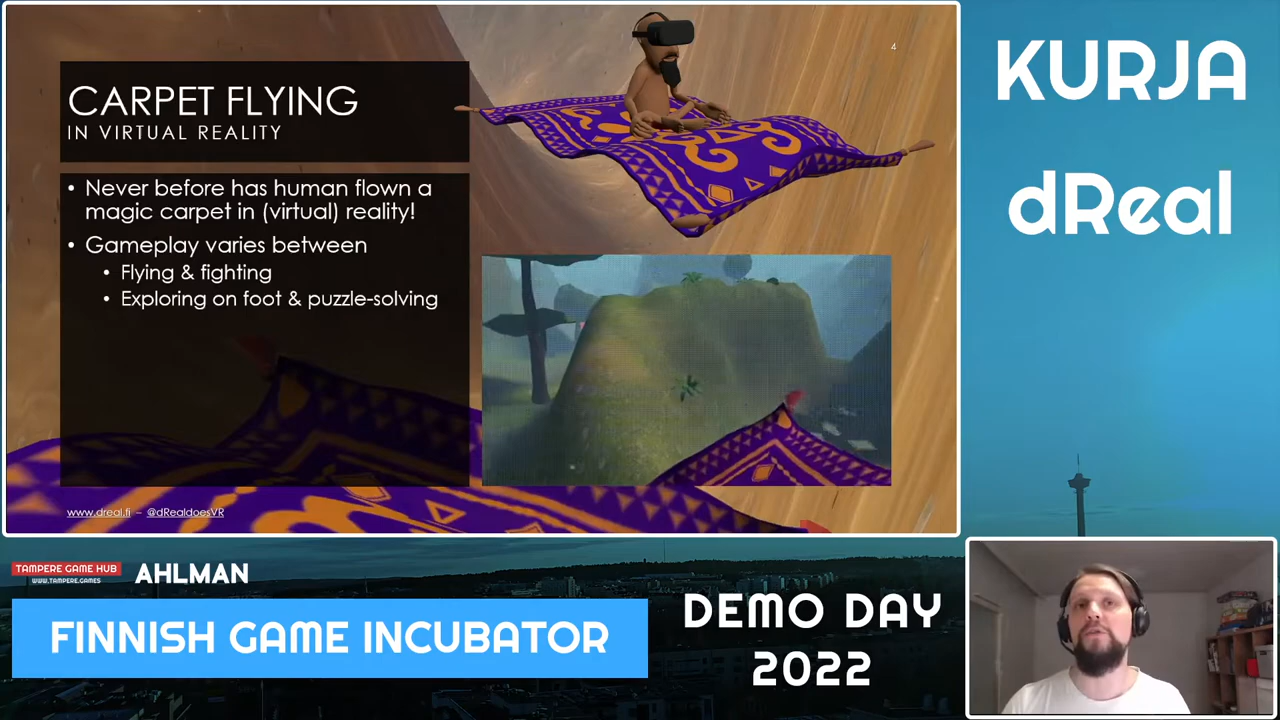 4
CARPET FLYING
IN VIRTUAL REALITY
• Never before has human flown a
magic carpet in (virtual) reality!
• Gameplay varies between
• Flying & fighting
• Exploring on foot & puzzle-solving
www.dreal.fi – @dRealdoesVR
KURJA
dReal
TAMPERE GAME HUB
WWW.TAMPERE.GAMES
AHLMAN
FINNISH GAME INCUBATOR
DEMO DAY
2022